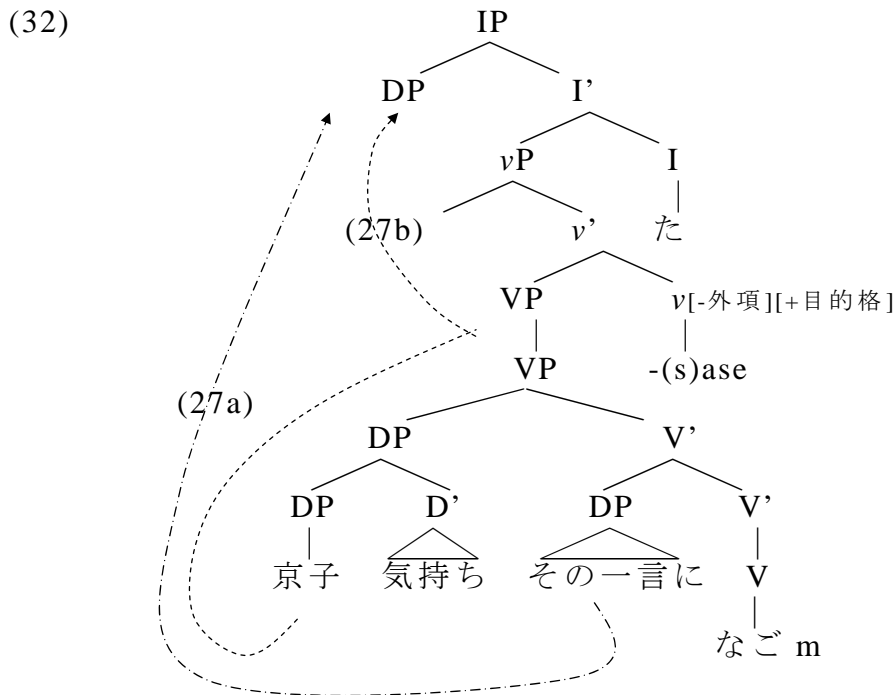 (32)
IP
DP I’
vP I
(27b) v’ た
VP v[-外項][+目的格]
VP -(s)ase
(27a)
DP V’
DP D’ DP V’
京子 気持ち その一言に V
なご m